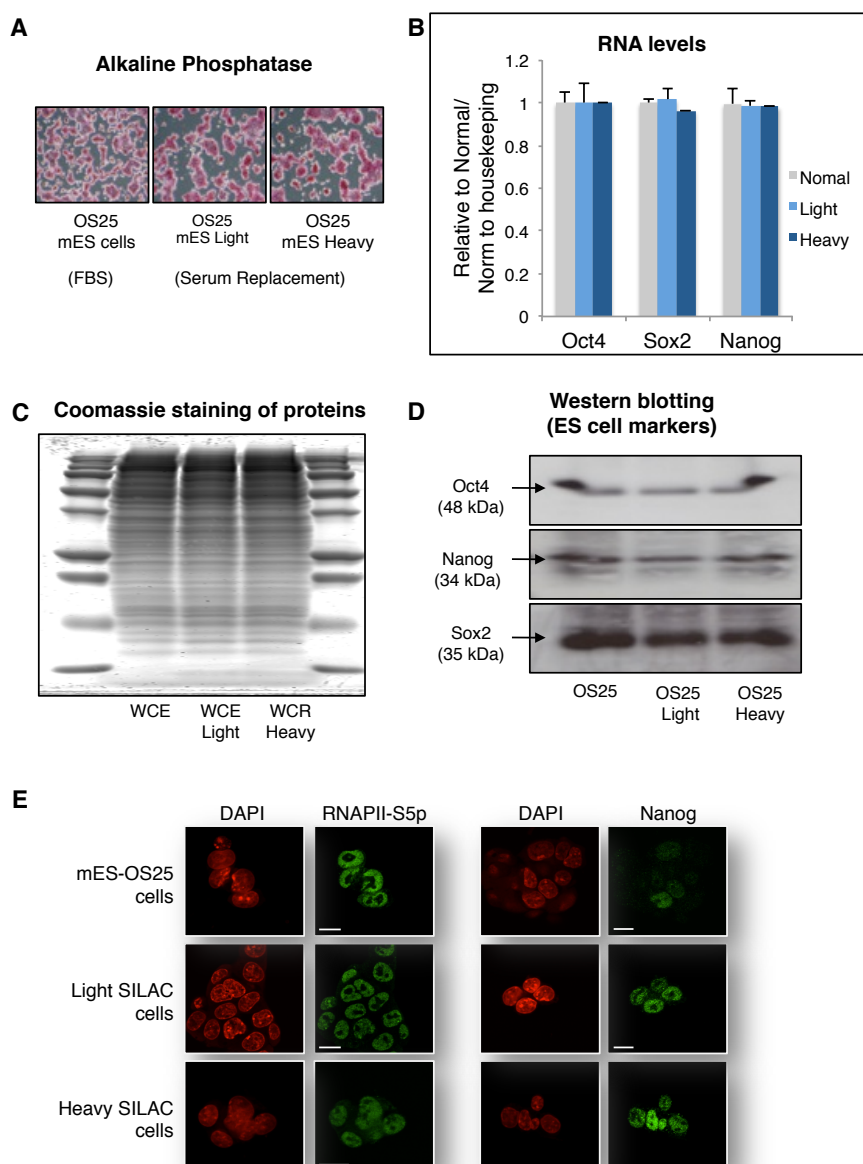 A
Alkaline Phosphatase
OS25
mES cells
OS25
mES Light
OS25
mES Heavy
(FBS)
(Serum Replacement)
B
RNA levels
Relative to Normal/
Norm to housekeeping
1.2
1
0.8
0.6
0.4
0.2
0
Oct4
Sox2
Nanog
Nomal
Light
Heavy
C
Coomassie staining of proteins
WCE
WCE
Light
WCR
Heavy
D
Western blotting
(ES cell markers)
Oct4
(48 kDa)
Nanog
(34 kDa)
Sox2
(35 kDa)
OS25
OS25
Light
OS25
Heavy
E
DAPI
RNAPII-S5p
DAPI
Nanog
mES-OS25
cells
Light SILAC
cells
Heavy SILAC
cells